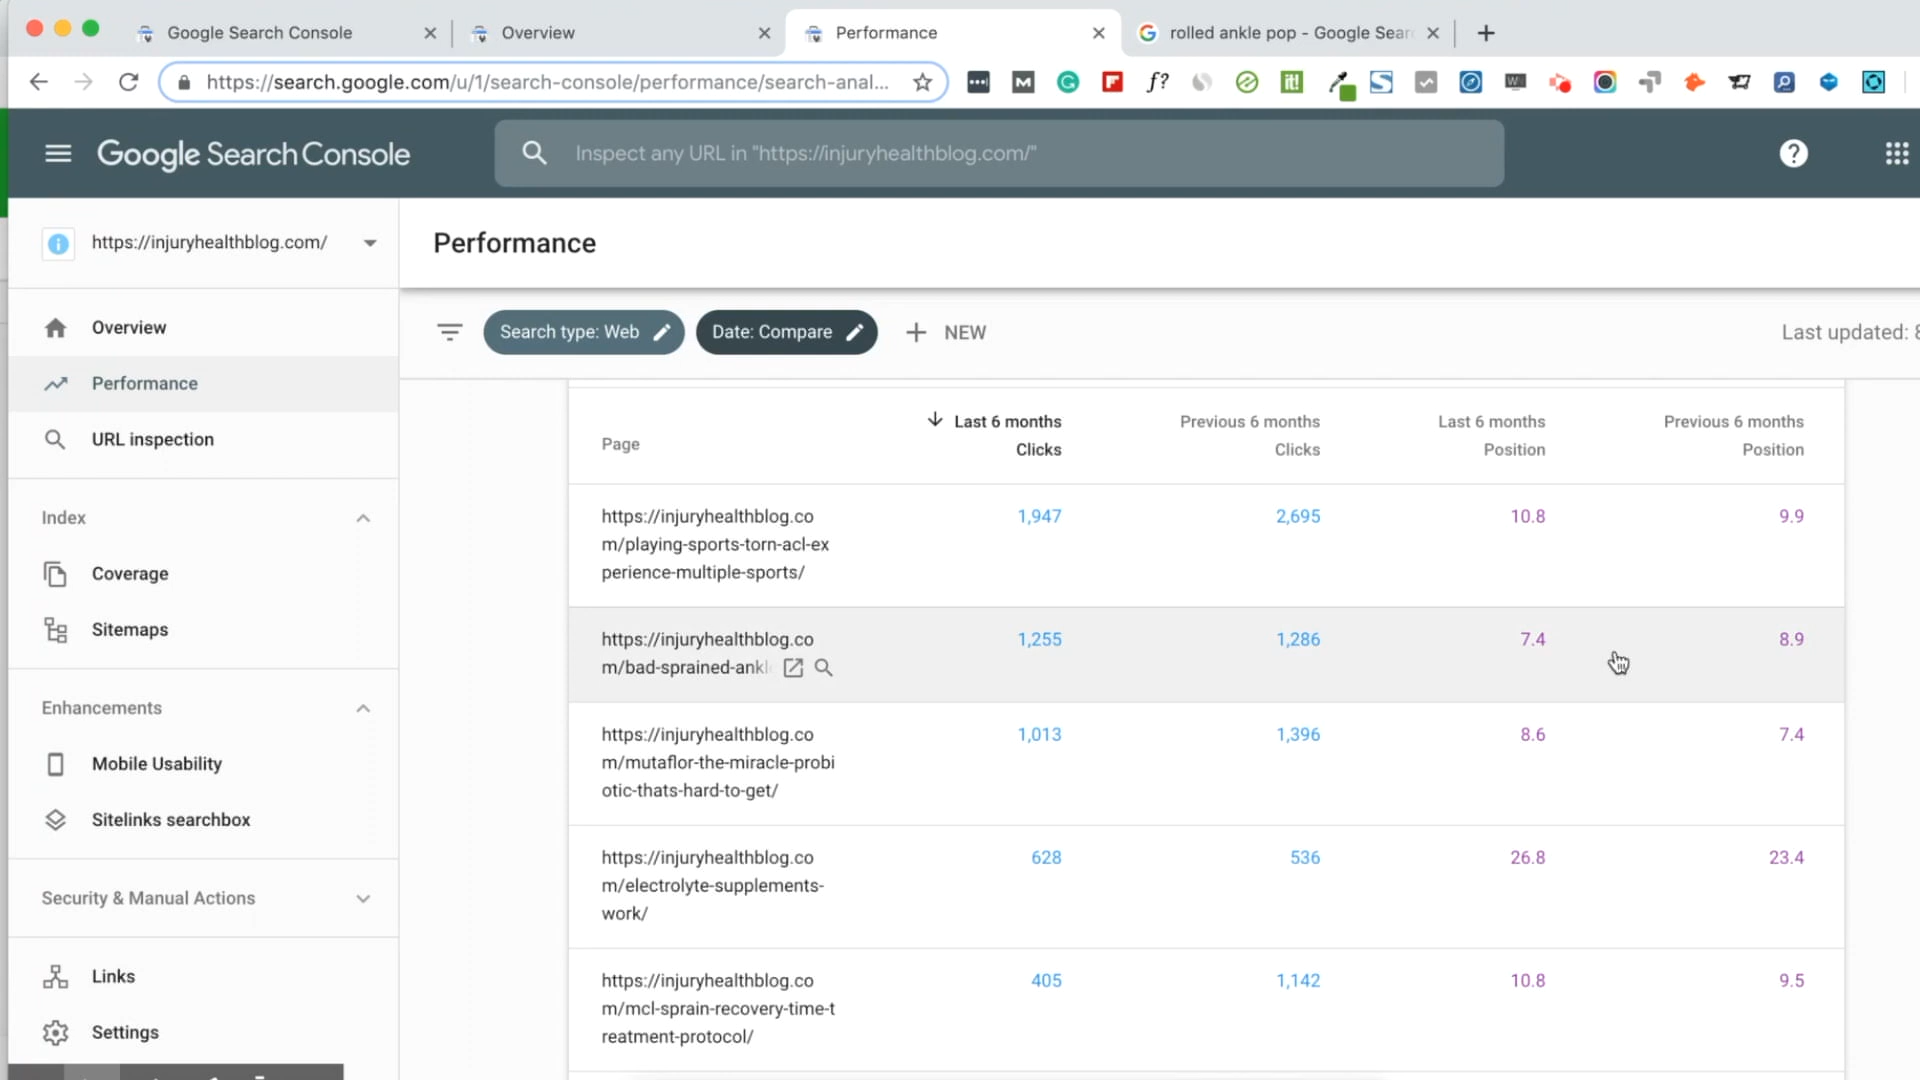 Google Search Console
Overview
Performance
rolled ankle pop - Google Sear
https://search.google.com/u/1/search-console/performance/search-anal...
Google Search Console
Inspect any URL in "https://injuryhealthblog.com/"
https://injuryhealthblog.com/
Performance
Overview
Performance
URL inspection
Index
Coverage
Sitemaps
Enhancements
Mobile Usability
Sitelinks searchbox
Security & Manual Actions
Links
Settings
Search type: Web
Date: Compare
NEW
Last updated: 8
Page
Last 6 months
Clicks
Previous 6 months
Clicks
Last 6 months
Position
Previous 6 months
Position
https://injuryhealthblog.co
m/playing-sports-torn-acl-ex
perience-multiple-sports/
1,947
2,695
10.8
9.9
https://injuryhealthblog.co
m/bad-sprained-ankl
1,255
1,286
7.4
8.9
https://injuryhealthblog.co
m/mutaflor-the-miracle-probi
otic-thats-hard-to-get/
1,013
1,396
8.6
7.4
https://injuryhealthblog.co
m/electrolyte-supplements-
work/
628
536
26.8
23.4
https://injuryhealthblog.co
m/mcl-sprain-recovery-time-t
reatment-protocol/
405
1,142
10.8
9.5